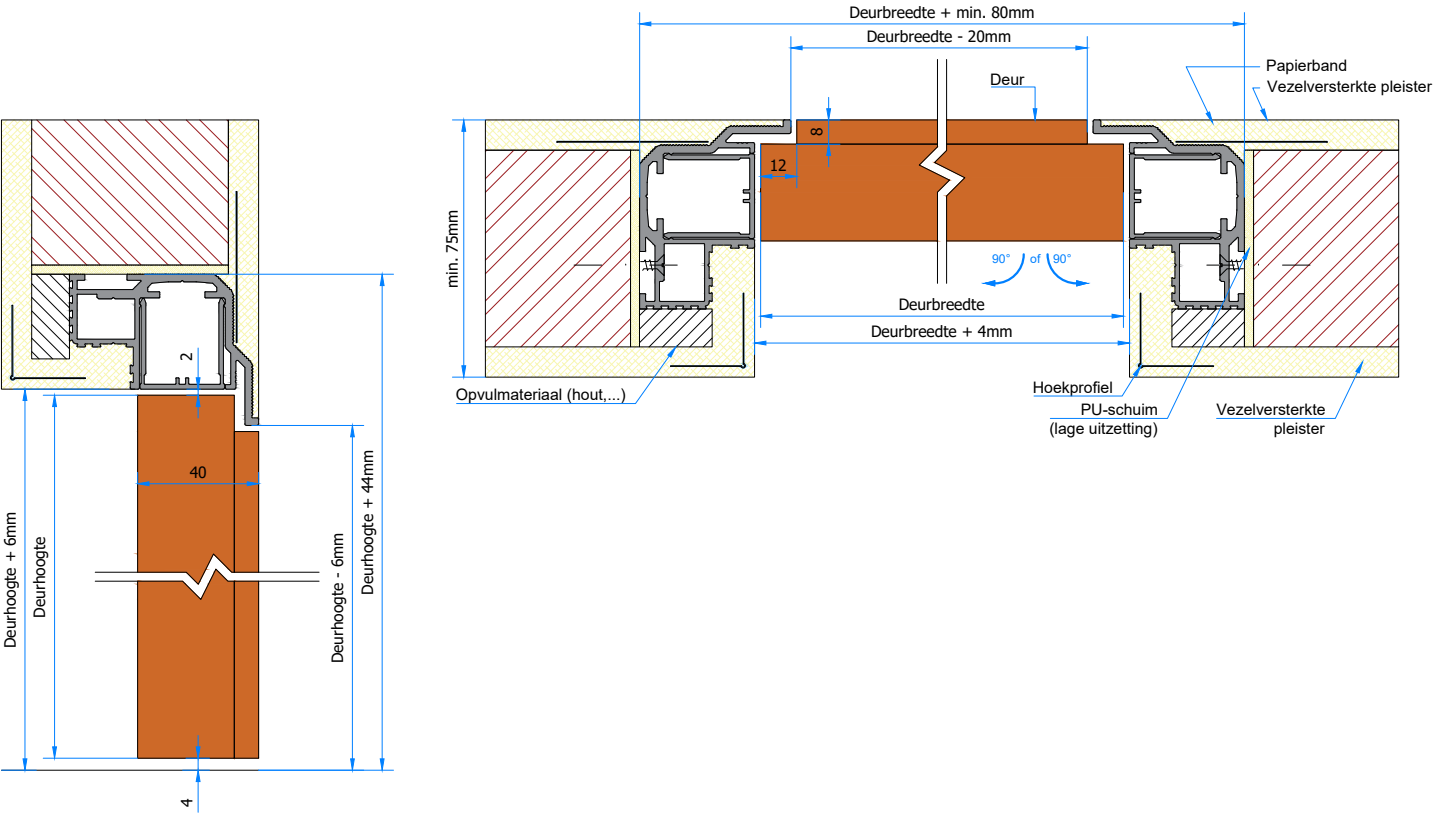 Deurbreedte + min. 80mm
Deurbreedte - 20mm
Deur
Papierband
Vezelversterkte pleister
8
12
min. 75mm
90° of 90°
Deurbreedte
Deurbreedte + 4mm
Opvulmateriaal (hout,...)
Hoekprofiel
PU-schuim
(lage uitzetting)
Vezelversterkte
pleister
2
40
Deurhoogte + 6mm
Deurhoogte
Deurhoogte - 6mm
Deurhoogte + 44mm
4